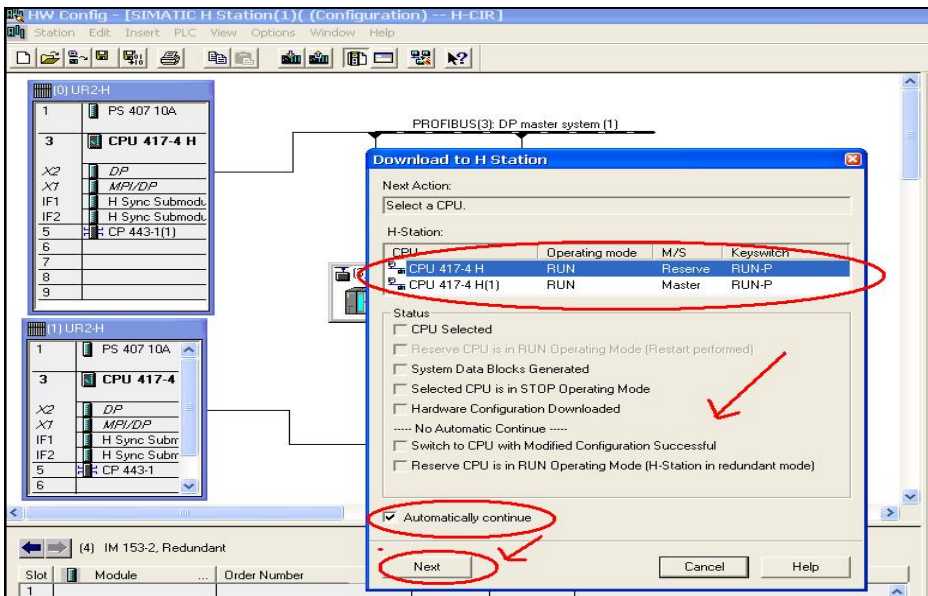 HW Config - [SIMATIC H Station(1)( (Configuration) -- H-CIR]
Station Edit Insert PLC View Options Window Help
(0) UR2-H
1 PS 407 10A
3 CPU 417-4 H
X2 DP
X1 MPI/DP
IF1 H Sync Submodu
IF2 H Sync Submodu
5 CP 443-1(1)
6
7
8
9
PROFIBUS(3): DP master system (1)
(1) UR2-H
1 PS 407 10A
3 CPU 417-4
X2 DP
X1 MPI/DP
IF1 H Sync Subm
IF2 H Sync Subm
5 CP 443-1
6
Download to H Station
Next Action:
Select a CPU.
H-Station:
CPU Operating mode M/S Keyswitch
CPU 417-4 H RUN Reserve RUN-P
CPU 417-4 H(1) RUN Master RUN-P
Status
CPU Selected
Reserve CPU is in RUN Operating Mode (Restart performed)
System Data Blocks Generated
Selected CPU is in STOP Operating Mode
Hardware Configuration Downloaded
----- No Automatic Continue -----
Switch to CPU with Modified Configuration Successful
Reserve CPU is in RUN Operating Mode (H-Station in redundant mode)
Automatically continue
Next Cancel Help
(4) IM 153-2, Redundant
Slot Module ... Order Number
1